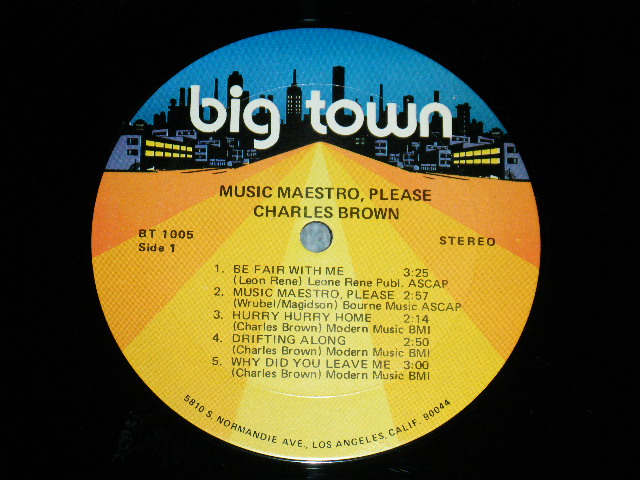 big town
MUSIC MAESTRO, PLEASE
CHARLES BROWN
BT 1005
Side 1
STEREO
1. BE FAIR WITH ME 3:25
(Leon Rene) Leone Rene Publ. ASCAP
2. MUSIC MAESTRO, PLEASE 2:57
(Wrubel/Magidson) Bourne Music ASCAP
3. HURRY HURRY HOME 2:14
(Charles Brown) Modern Music BMI
4. DRIFTING ALONG 2:50
(Charles Brown) Modern Music BMI
5. WHY DID YOU LEAVE ME 3:00
(Charles Brown) Modern Music BMI
5810 S. NORMANDIE AVE., LOS ANGELES, CALIF. 90044